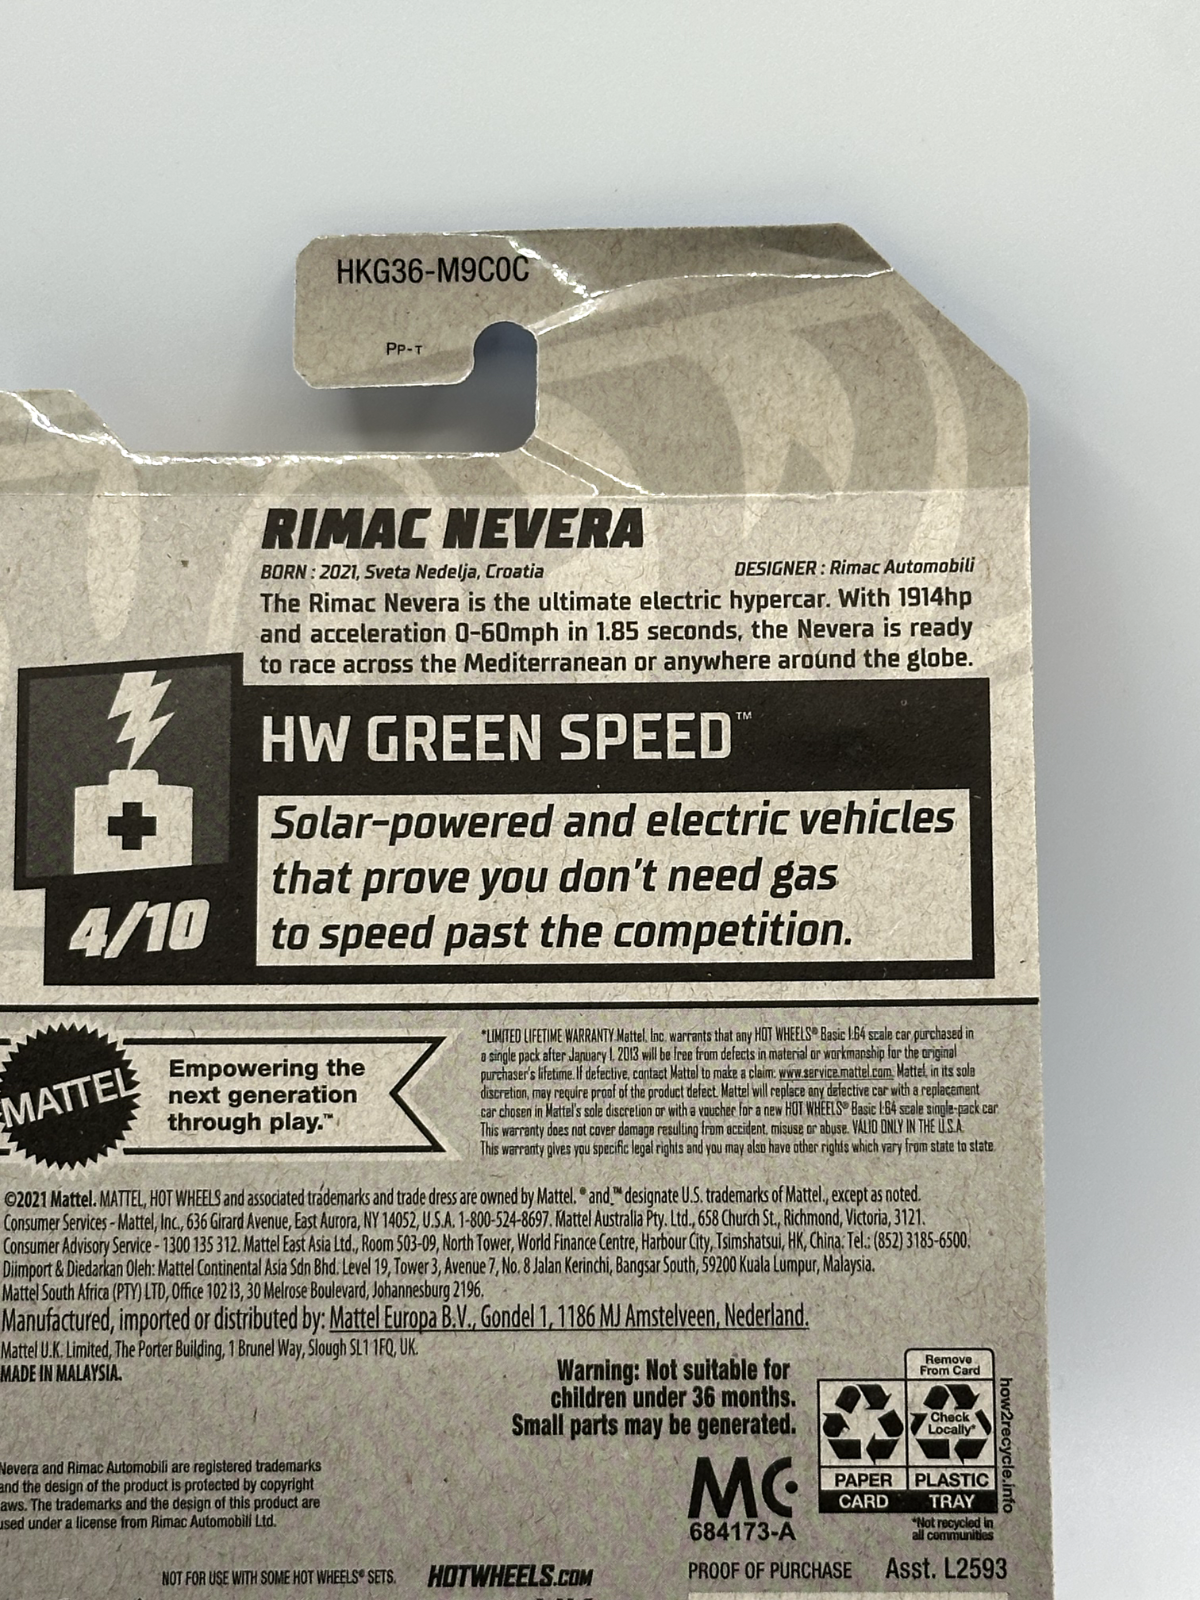 HKG36-M9C0C
PP-T
RIMAC NEVERA
BORN : 2021, Sveta Nedelja, Croatia
DESIGNER : Rimac Automobili
The Rimac Nevera is the ultimate electric hypercar. With 1914hp
and acceleration 0-60mph in 1.85 seconds, the Nevera is ready
to race across the Mediterranean or anywhere around the globe.
HW GREEN SPEED™
Solar-powered and electric vehicles
that prove you don't need gas
to speed past the competition.
4/10
MATTEL
Empowering the
next generation
through play.™
*LIMITED LIFETIME WARRANTY Mattel, Inc. warrants that any HOT WHEELS® Basic 1:64 scale car purchased in
a single pack after January 1, 2013 will be free from defects in material or workmanship for the original
purchaser's lifetime. If defective, contact Mattel to make a claim: www.service.mattel.com. Mattel, in its sole
discretion, may require proof of the product defect. Mattel will replace any defective car with a replacement
car chosen in Mattel's sole discretion or with a voucher for a new HOT WHEELS® Basic 1:64 scale single-pack car.
This warranty does not cover damage resulting from accident, misuse or abuse. VALID ONLY IN THE U.S.A.
This warranty gives you specific legal rights and you may also have other rights which vary from state to state.
©2021 Mattel. MATTEL, HOT WHEELS and associated trademarks and trade dress are owned by Mattel. ® and ™ designate U.S. trademarks of Mattel., except as noted.
Consumer Services - Mattel, Inc., 636 Girard Avenue, East Aurora, NY 14052, U.S.A. 1-800-524-8697. Mattel Australia Pty. Ltd., 658 Church St., Richmond, Victoria, 3121.
Consumer Advisory Service - 1300 135 312. Mattel East Asia Ltd., Room 503-09, North Tower, World Finance Centre, Harbour City, Tsimshatsui, HK, China. Tel.: (852) 3185-6500.
Diimport & Diedarkan Oleh: Mattel Continental Asia Sdn Bhd. Level 19, Tower 3, Avenue 7, No. 8 Jalan Kerinchi, Bangsar South, 59200 Kuala Lumpur, Malaysia.
Mattel South Africa (PTY) LTD, Office 102 I3, 30 Melrose Boulevard, Johannesburg 2196.
Manufactured, imported or distributed by: Mattel Europa B.V., Gondel 1, 1186 MJ Amstelveen, Nederland.
Mattel U.K. Limited, The Porter Building, 1 Brunel Way, Slough SL1 1FQ, UK.
MADE IN MALAYSIA.
Warning: Not suitable for
children under 36 months.
Small parts may be generated.
Remove
From Card
Check
Locally*
PAPER
PLASTIC
CARD
TRAY
how2recycle.info
*Not recycled in
all communities
Nevera and Rimac Automobili are registered trademarks
and the design of the product is protected by copyright
laws. The trademarks and the design of this product are
used under a license from Rimac Automobili Ltd.
MC
684173-A
NOT FOR USE WITH SOME HOT WHEELS® SETS.
HOTWHEELS.COM
PROOF OF PURCHASE
Asst. L2593